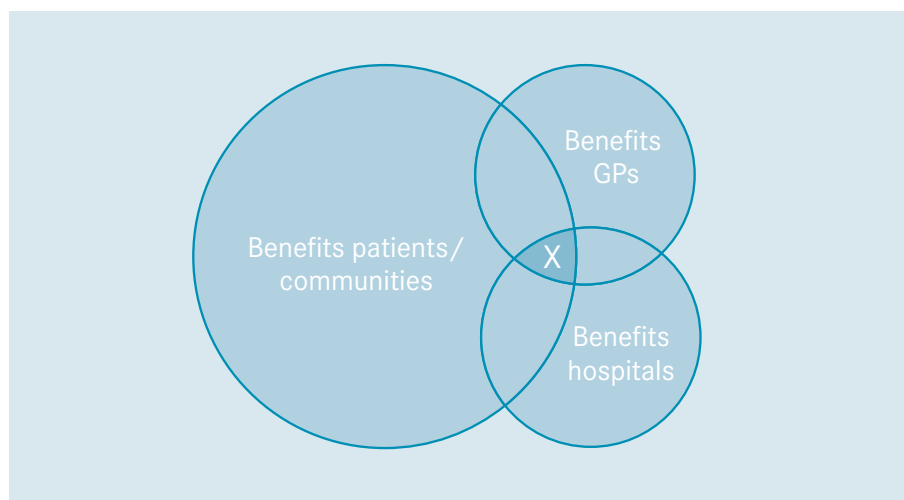 Benefits
GPs
Benefits patients/
communities
X
Benefits
hospitals